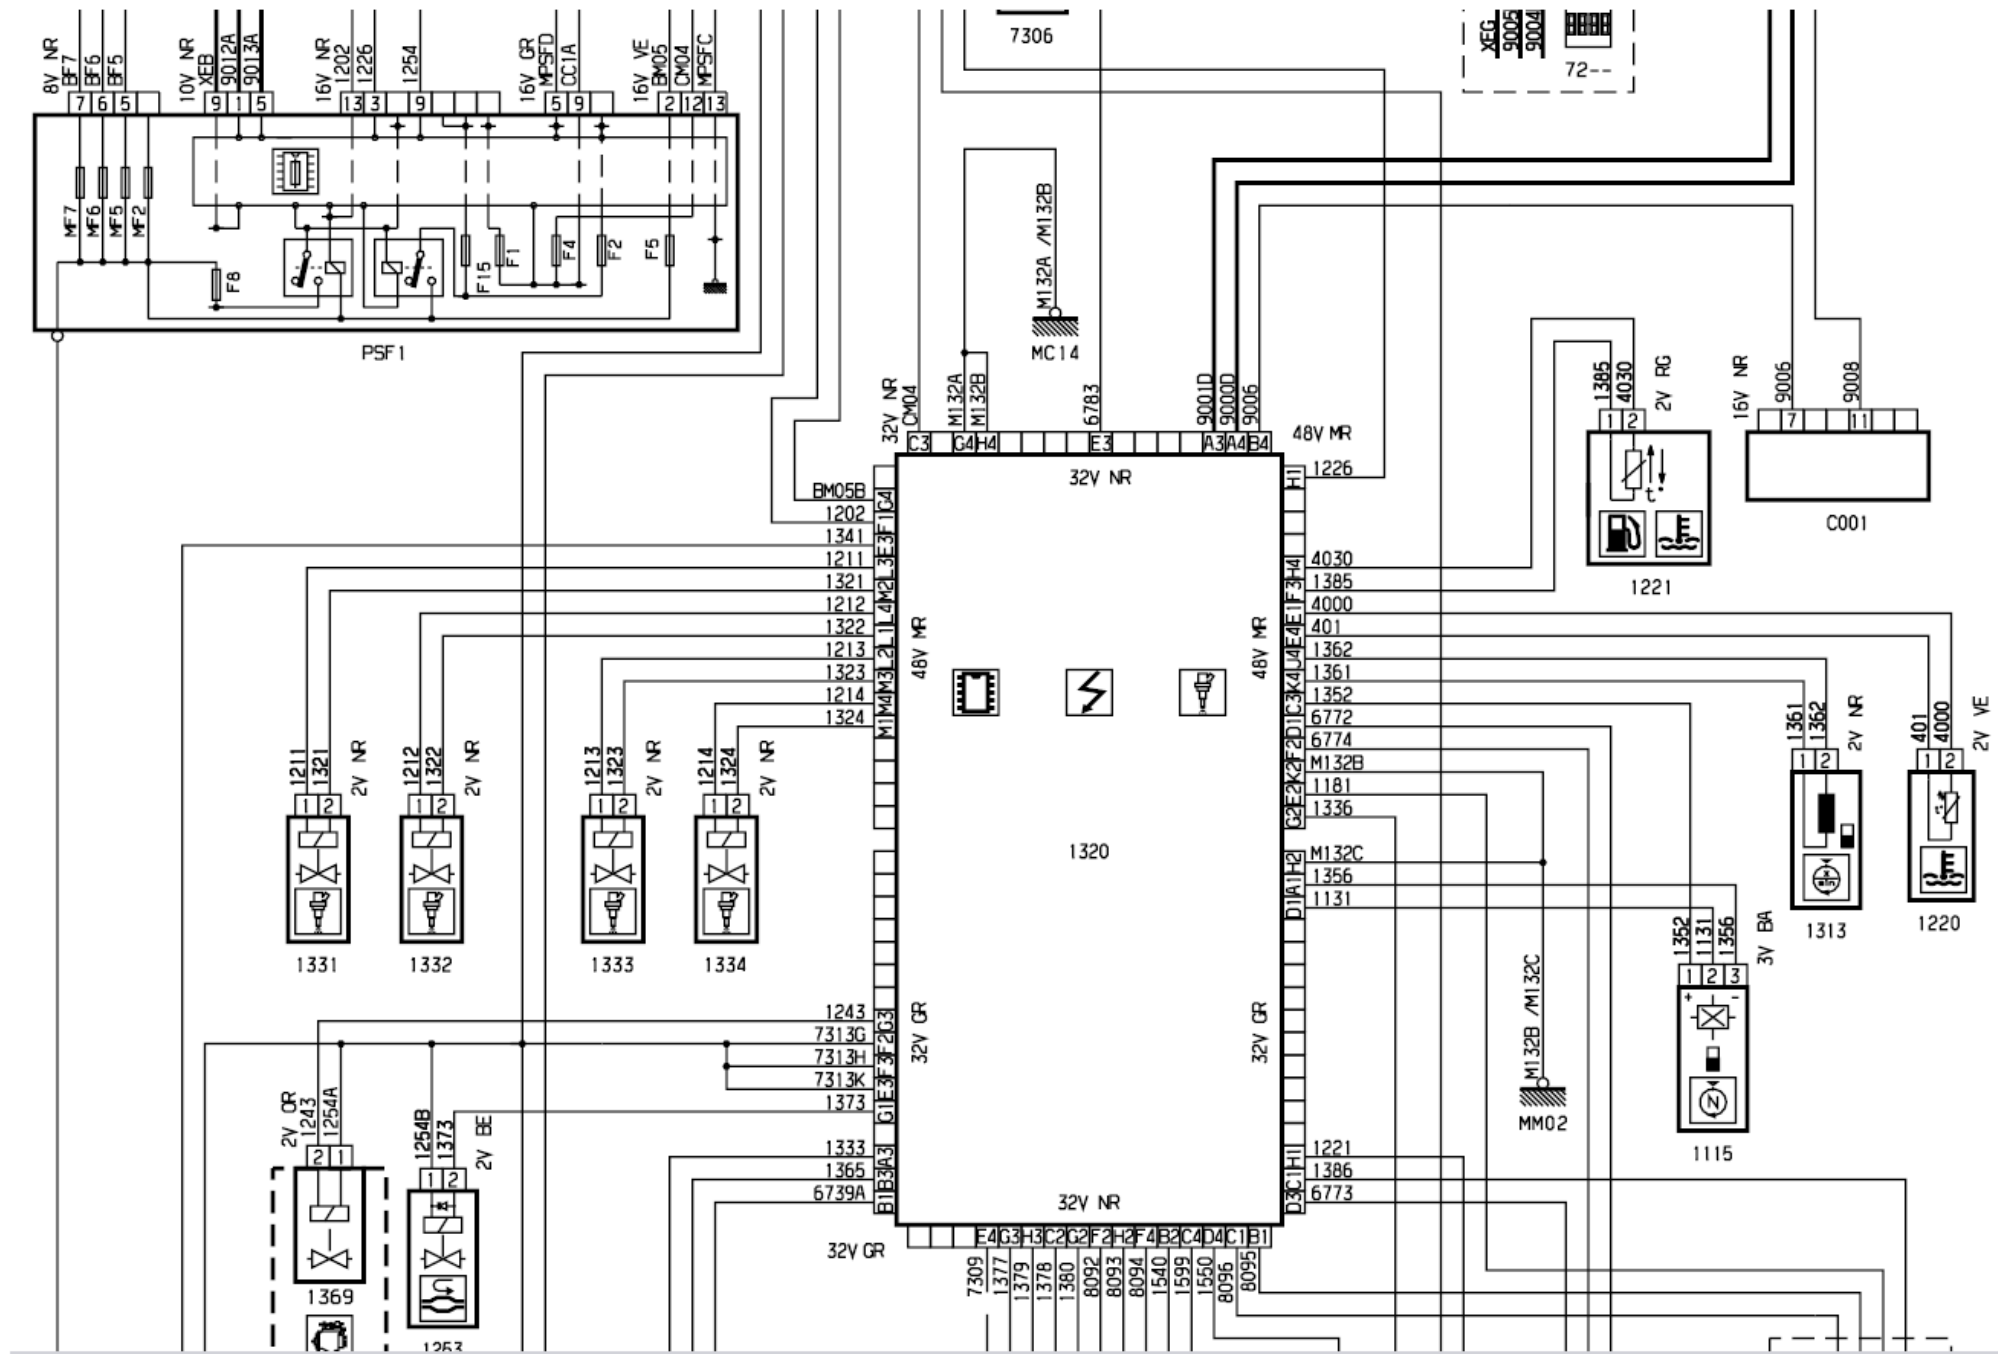 7306
XEG
9005
9004
72--
8V NR
BF7
BF6
BF5
10V NR
XEB
9012A
9013A
16V NR
1202
1226
1254
16V GR
MPSFD
CC1A
16V VE
BM05
CM04
MPSFC
7 6 5
9 1 5
13 3 9
5 9
2 12 13
MF7
MF6
MF5
MF2
F8
F15
F1
F4
F2
F5
PSF1
M132A /M132B
MC14
32V NR
CM04
M132A
M132B
6783
9001D
9000D
9006
C3 G4 H4 E3 A3 A4 B4
48V MR
32V NR
1385
4030
2V RG
1 2
t°
1221
16V NR
9006
9008
7 11
C001
BM05B G4
1202 F1
1341 E3
1211 L3
1321 M2
1212 L4
1322 L1
1213 L2
1323 M3
1214 M4
1324 M1
H1 1226
H4 4030
F3 1385
E1 4000
E4 401
J4 1362
K4 1361
C3 1352
D1 6772
F2 6774
K2 M132B
E2 1181
G2 1336
48V MR
48V MR
1320
H2 M132C
A1 1356
D1 1131
1211
1321
2V NR
1 2
1331
1212
1322
2V NR
1 2
1332
1213
1323
2V NR
1 2
1333
1214
1324
2V NR
1 2
1334
1361
1362
2V NR
1 2
x
min
1313
401
4000
2V VE
1 2
t°
1220
1352
1131
1356
3V BA
1 2 3
+ -
N
1115
M132B /M132C
MM02
32V GR
32V GR
1243 G3
7313G F2
7313H F3
7313K E3
1373 G1
1333 A3
1365 B3
6739A B1
H1 1221
C1 1386
D3 6773
2V OR
1243
1254A
2 1
1369
1254B
1373
2V BE
1 2
1263
32V NR
32V GR
E4 G3 H3 C2 G2 F2 H2 F4 B2 C4 D4 C1 B1
7309
1377
1379
1378
1380
8092
8093
8094
1540
1599
1550
8096
8095